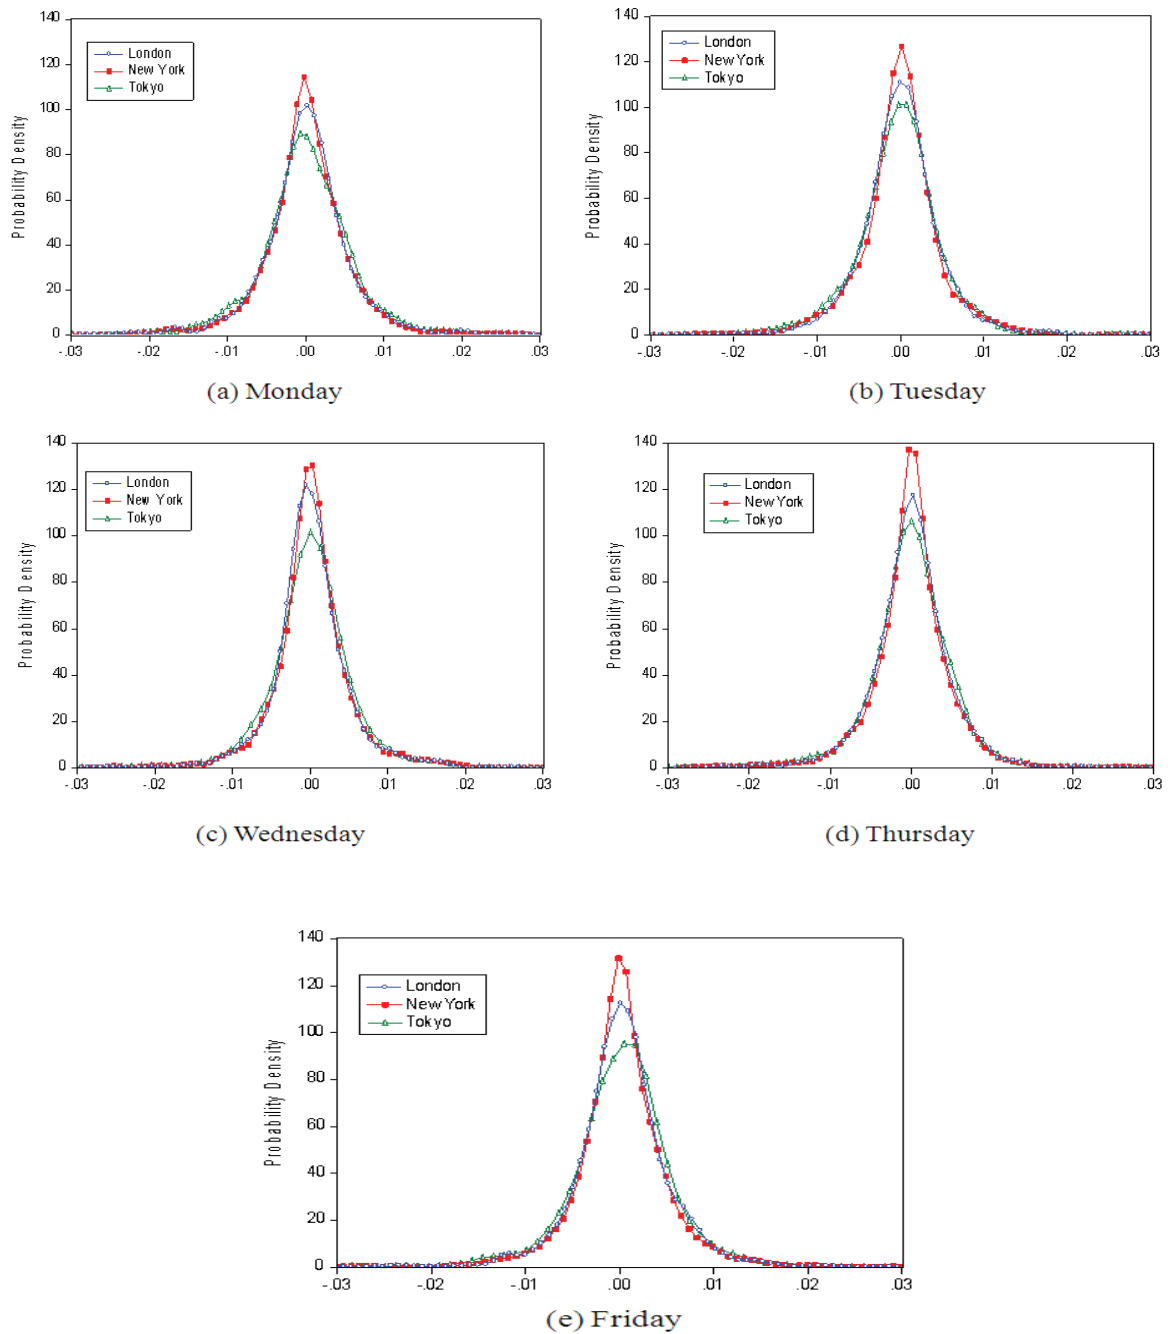 140
120
100
80
60
40
20
0
Probability Density
London
New York
Tokyo
-.03 -.02 -.01 .00 .01 .02 .03
(a) Monday
140
120
100
80
60
40
20
0
Probability Density
London
New York
Tokyo
-.03 -.02 -.01 .00 .01 .02 .03
(b) Tuesday
140
120
100
80
60
40
20
0
Probability Density
London
New York
Tokyo
-.03 -.02 -.01 .00 .01 .02 .03
(c) Wednesday
140
120
100
80
60
40
20
0
Probability Density
London
New York
Tokyo
-.03 -.02 -.01 .00 .01 .02 .03
(d) Thursday
140
120
100
80
60
40
20
0
Probability Density
London
New York
Tokyo
-.03 -.02 -.01 .00 .01 .02 .03
(e) Friday